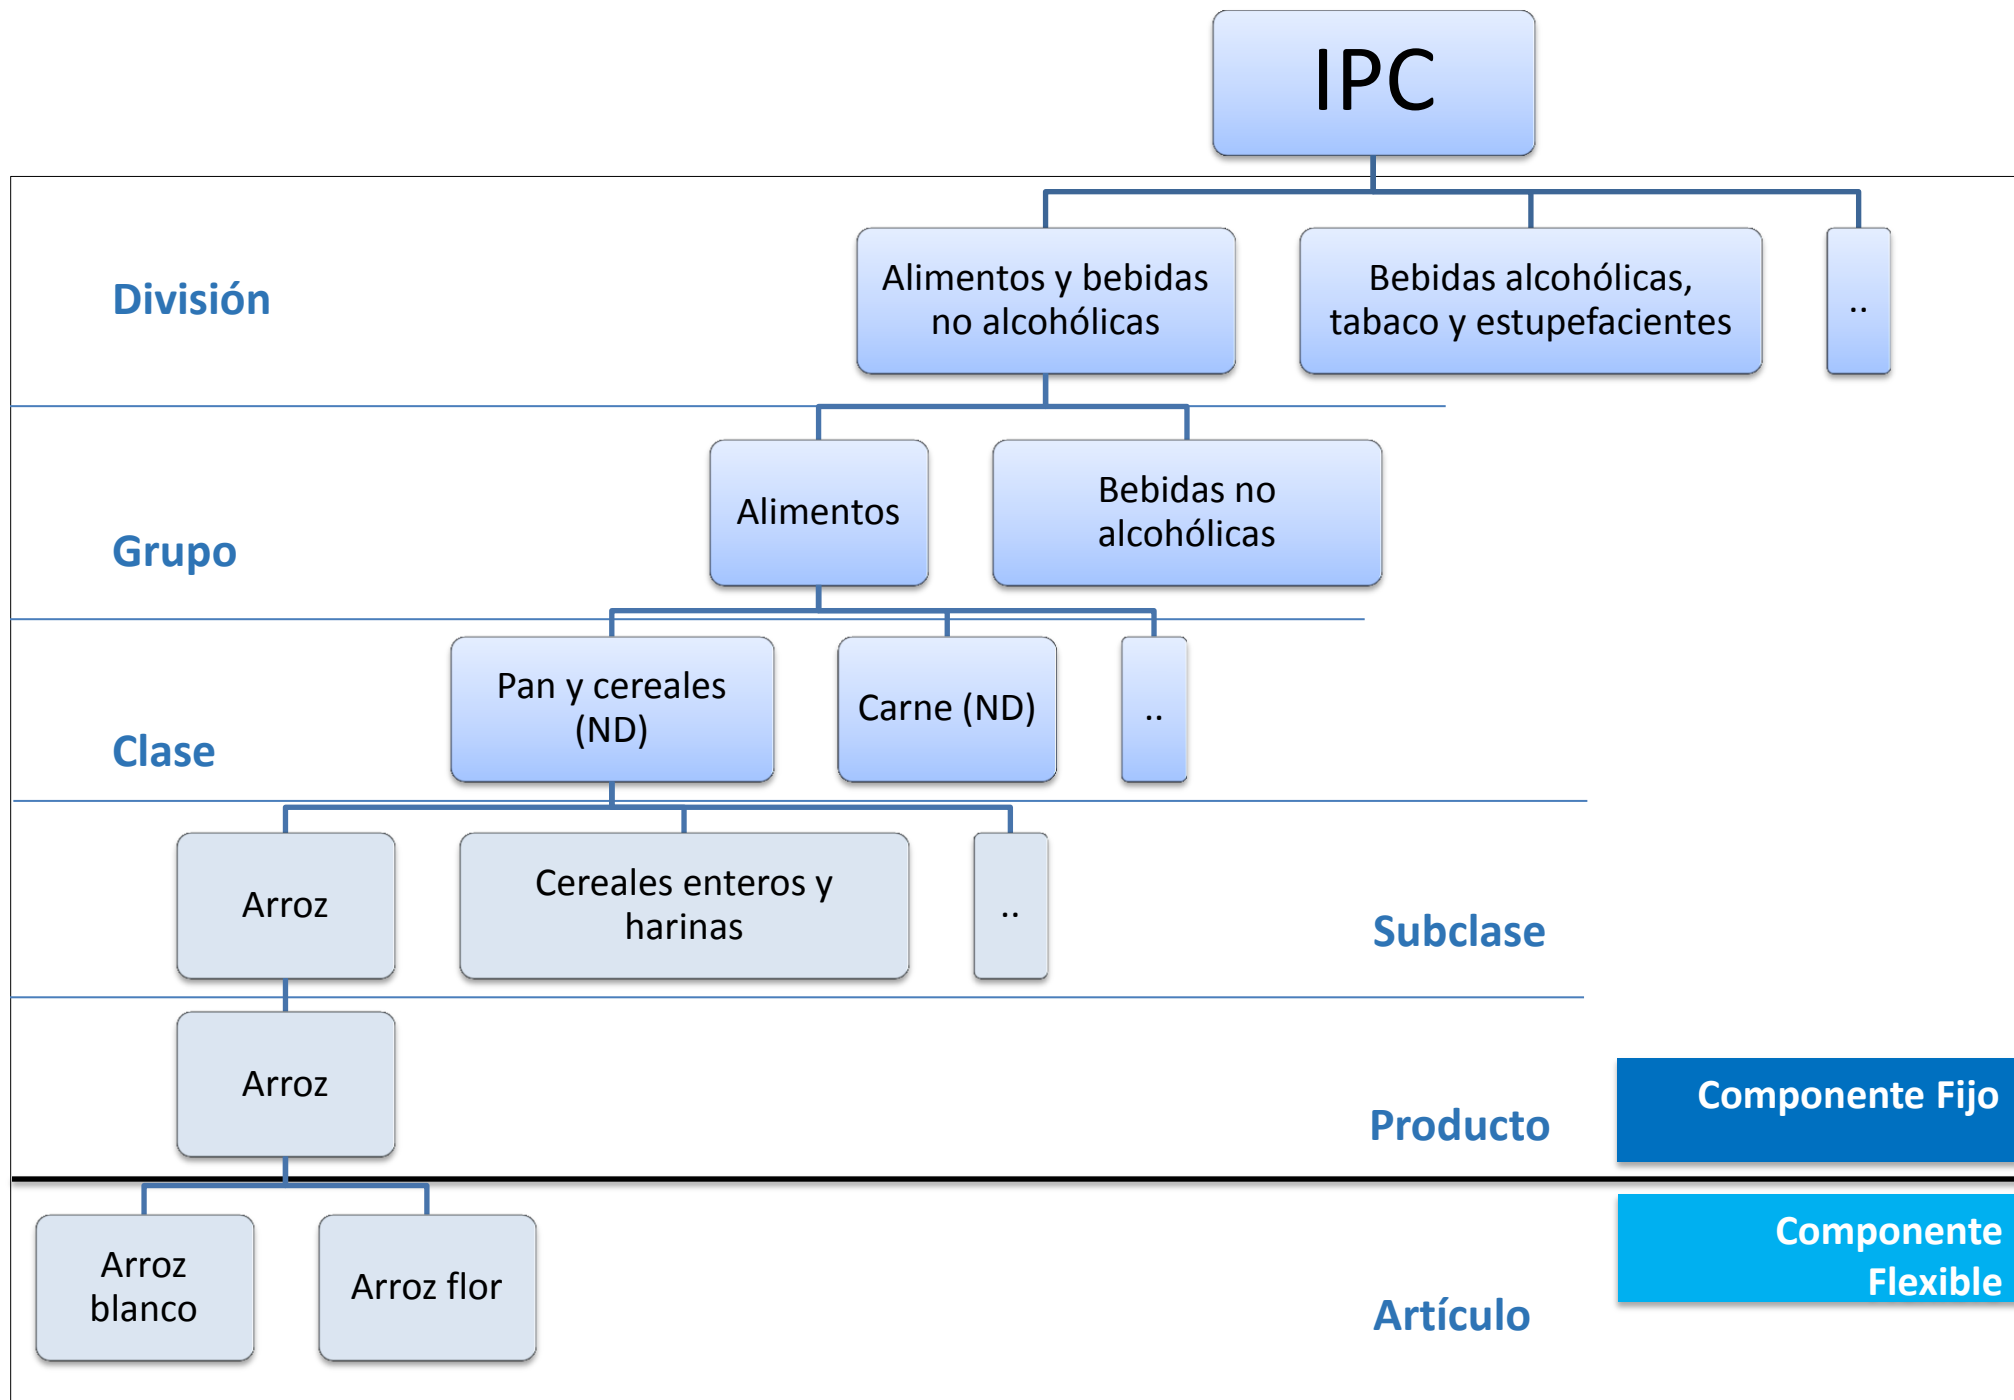 IPC
División
Alimentos y bebidas
no alcohólicas
Bebidas alcohólicas,
tabaco y estupefacientes
..
Grupo
Alimentos
Bebidas no
alcohólicas
Clase
Pan y cereales
(ND)
Carne (ND)
..
Arroz
Cereales enteros y
harinas
..
Subclase
Arroz
Producto
Componente Fijo
Arroz
blanco
Arroz flor
Artículo
Componente
Flexible